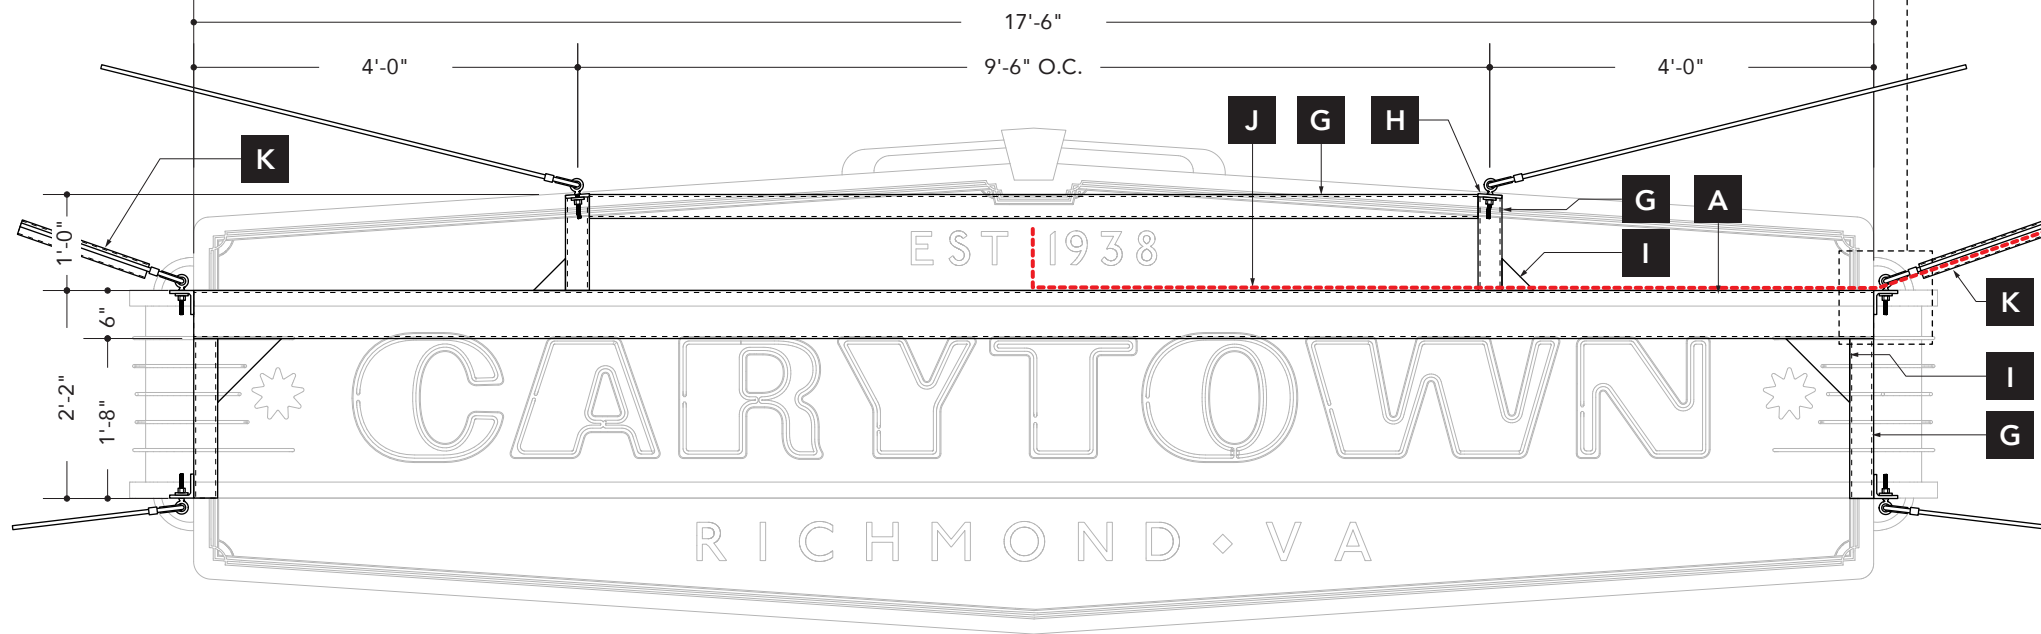 17'-6"
4'-0" 9'-6" O.C. 4'-0"
J G H
K
G A
EST 1938
I
1'-0"
K
6"
CARYTOWN
2'-2"
1'-8"
I
G
RICHMOND ◇ VA